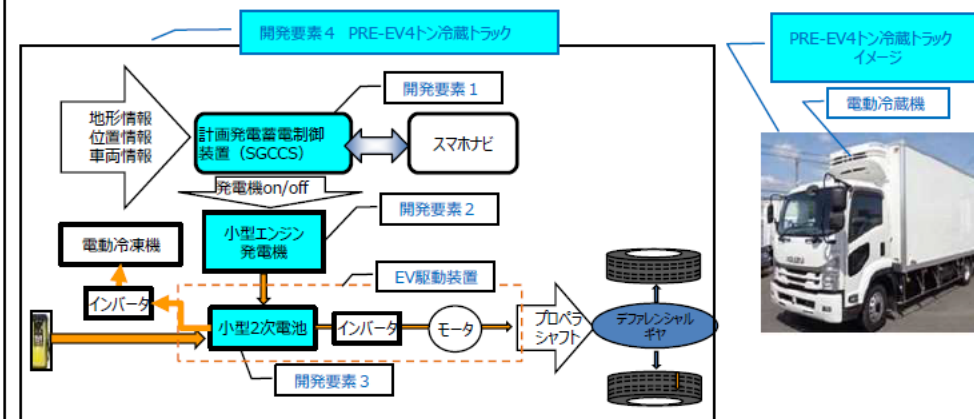 開発要素４ PRE-EV4トン冷蔵トラック
PRE-EV4トン冷蔵トラック
イメージ
電動冷蔵機
開発要素１
地形情報
位置情報
車両情報
計画発電蓄電制御
装置（SGCCS）
スマホナビ
発電機on/off
開発要素２
小型エンジン
発電機
電動冷凍機
EV駆動装置
インバータ
小型2次電池
インバータ
モータ
プロペラ
シャフト
デファレンシャル
ギヤ
開発要素３
ISUZU